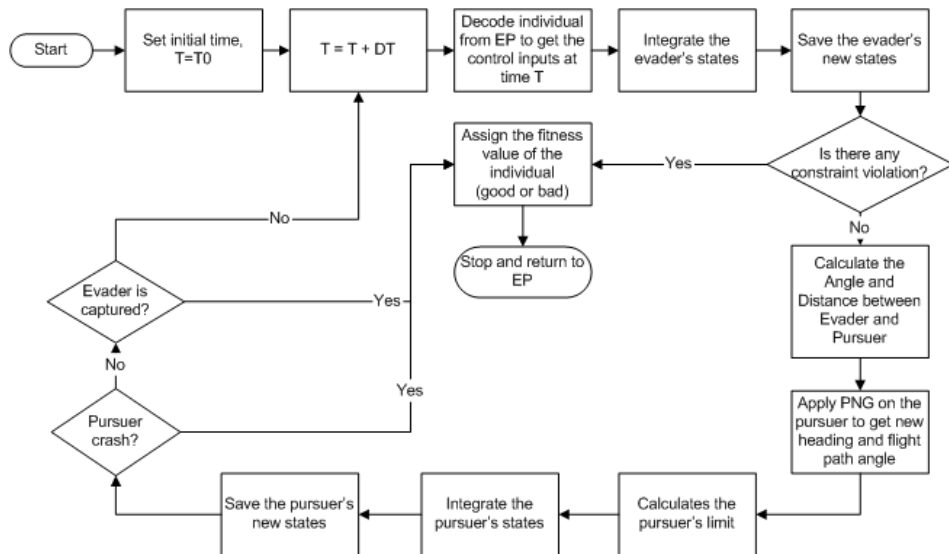 Start
Set initial time,
T=T0
T = T + DT
Decode individual
from EP to get the
control inputs at
time T
Integrate the
evader's states
Save the evader's
new states
Is there any
constraint violation?
Yes
No
Assign the fitness
value of the
individual
(good or bad)
Stop and return to
EP
Calculate the
Angle and
Distance between
Evader and
Pursuer
Apply PNG on the
pursuer to get new
heading and flight
path angle
Calculates the
pursuer's limit
Integrate the
pursuer's states
Save the pursuer's
new states
Pursuer
crash?
Yes
No
Evader is
captured?
Yes
No